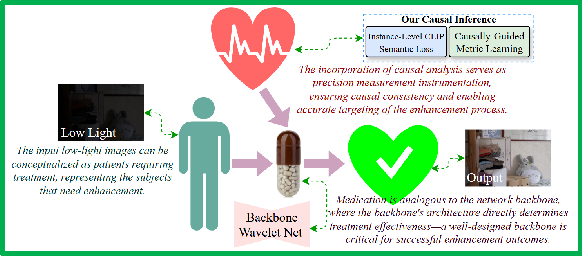 Our Causal Inference
Instance-Level CLIP
Semantic Loss
Causally-Guided
Metric Learning
The incorporation of causal analysis serves as
precision measurement instrumentation,
ensuring causal consistency and enabling
accurate targeting of the enhancement process.
Low Light
The input low-light images can be
conceptualized as patients requiring
treatment, representing the subjects
that need enhancement.
Output
Backbone
Wavelet Net
Medication is analogous to the network backbone,
where the backbone's architecture directly determines
treatment effectiveness—a well-designed backbone is
critical for successful enhancement outcomes.